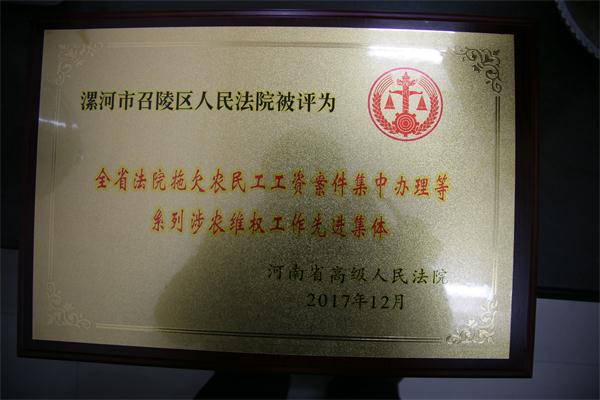 漯河市召陵区人民法院被评为
全省法院拖欠农民工工资案件集中办理等
系列涉农维权工作先进集体
河南省高级人民法院
2017年12月